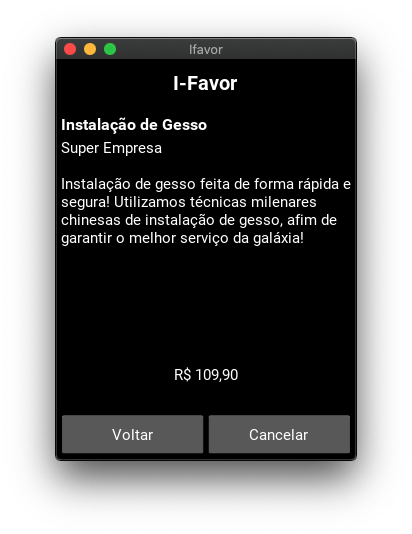 Ifavor
I-Favor
Instalação de Gesso
Super Empresa
Instalação de gesso feita de forma rápida e
segura! Utilizamos técnicas milenares
chinesas de instalação de gesso, afim de
garantir o melhor serviço da galáxia!
R$ 109,90
Voltar
Cancelar